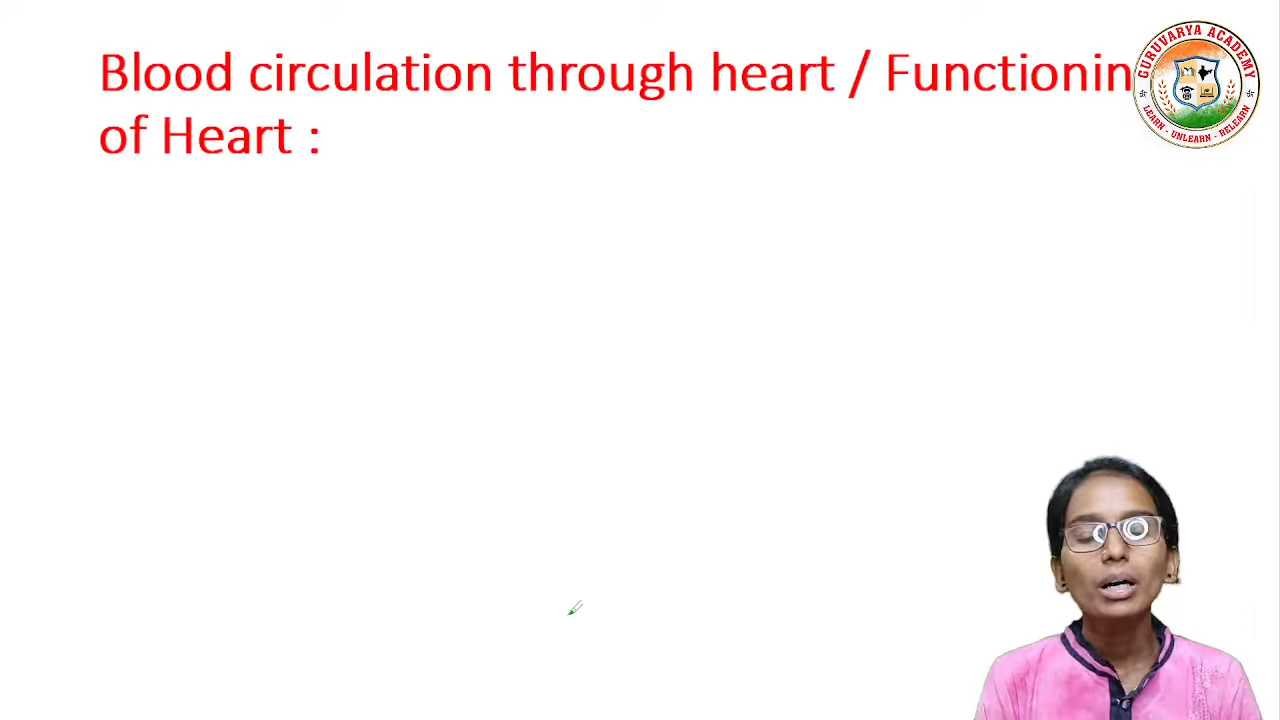 Blood circulation through heart / Functionin
of Heart :
GURUVARYA ACADEMY
LEARN - UNLEARN - RELEARN